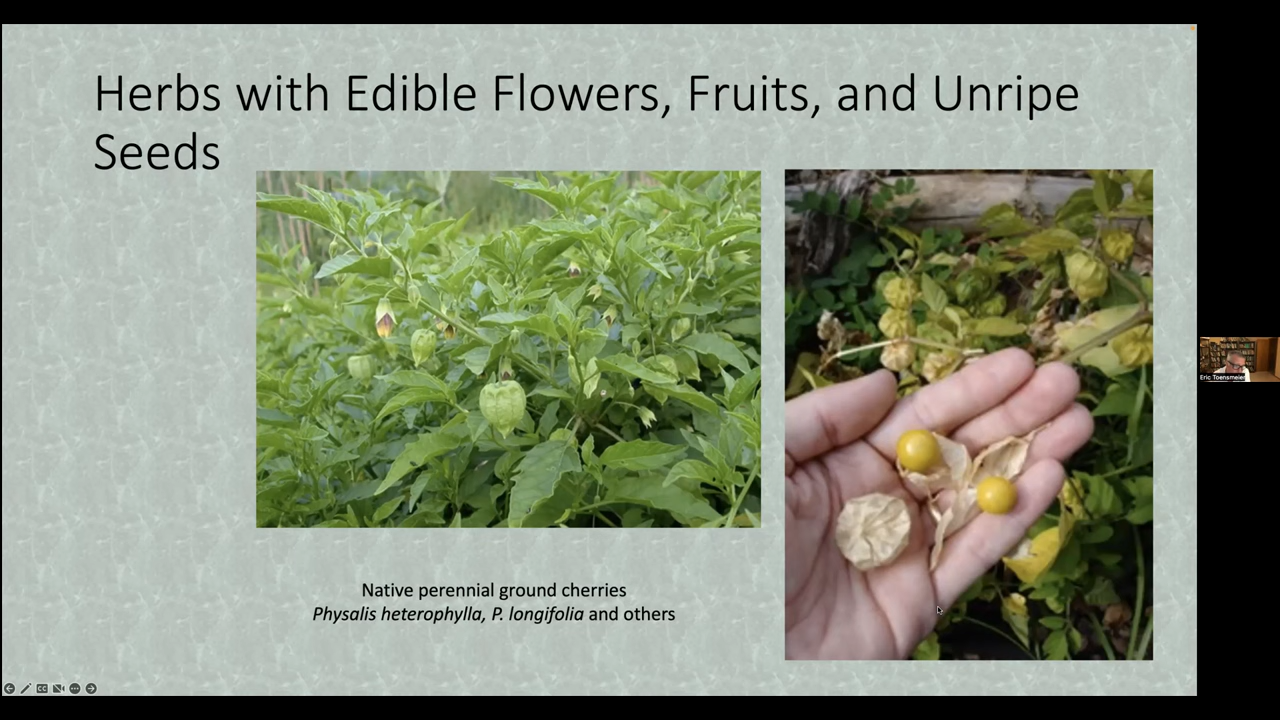 Herbs with Edible Flowers, Fruits, and Unripe
Seeds
Native perennial ground cherries
Physalis heterophylla, P. longifolia and others
Eric Toensmeier